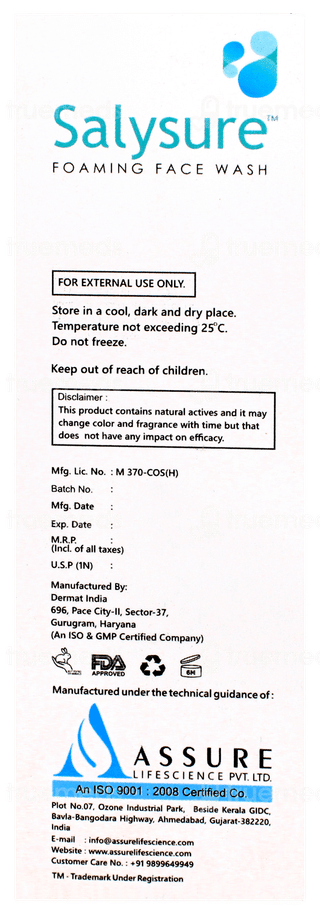 Salysure™
FOAMING FACE WASH
FOR EXTERNAL USE ONLY.
Store in a cool, dark and dry place.
Temperature not exceeding 25°C.
Do not freeze.
Keep out of reach of children.
Disclaimer :
This product contains natural actives and it may
change color and fragrance with time but that
does not have any impact on efficacy.
Mfg. Lic. No. : M 370-COS(H)
Batch No. :
Mfg. Date :
Exp. Date :
M.R.P. :
(Incl. of all taxes)
U.S.P (1N) :
Manufactured By:
Dermat India
696, Pace City-II, Sector-37,
Gurugram, Haryana
(An ISO & GMP Certified Company)
FDA
APPROVED
6M
Manufactured under the technical guidance of :
ASSURE
LIFESCIENCE PVT. LTD.
An ISO 9001 : 2008 Certified Co.
Plot No.07, Ozone Industrial Park, Beside Kerala GIDC,
Bavla-Bangodara Highway, Ahmedabad, Gujarat-382220,
India
E-mail : info@assurelifescience.com
Website : www.assurelifescience.com
Customer Care No. : +91 9899649949
TM - Trademark Under Registration